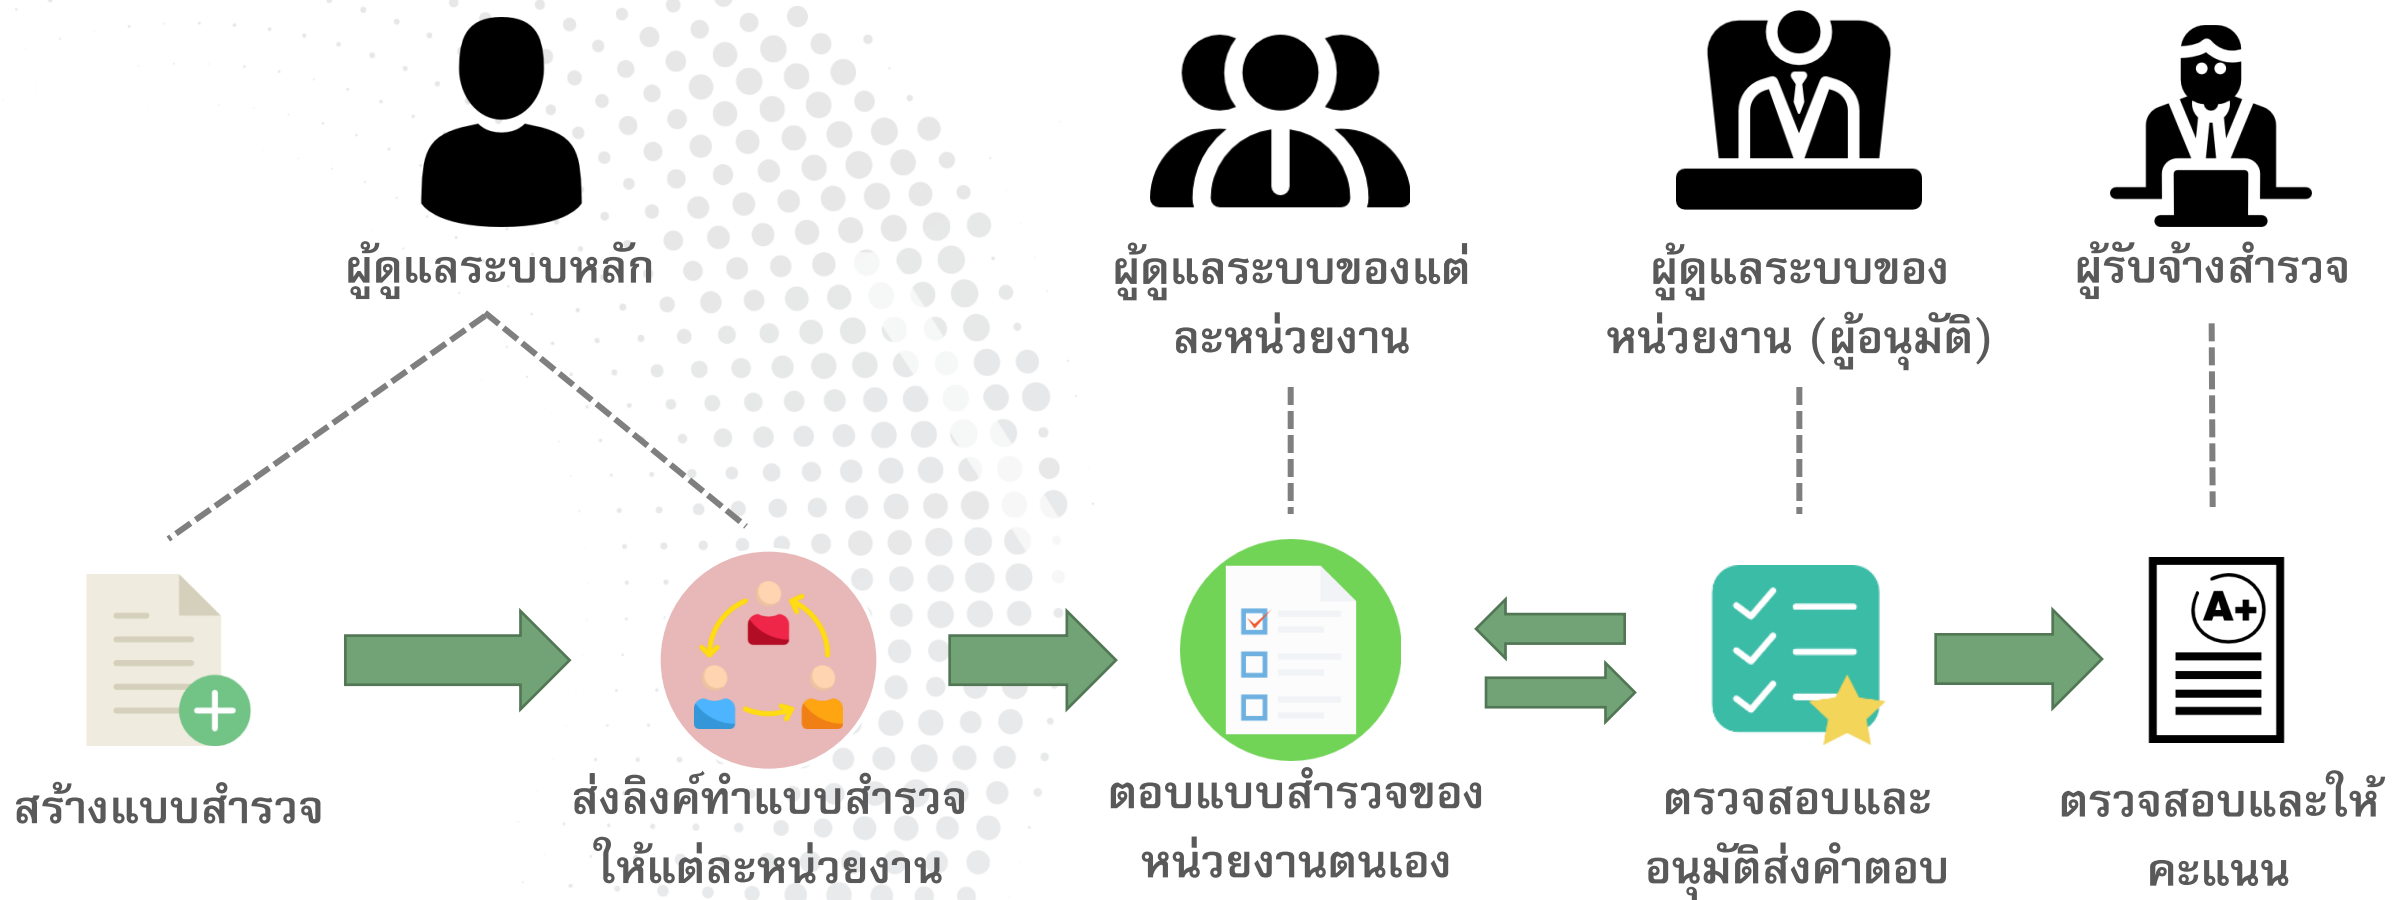 ผู้ดูแลระบบหลัก
ผู้ดูแลระบบของแต่
ละหน่วยงาน
ผู้ดูแลระบบของ
หน่วยงาน (ผู้อนุมัติ)
ผู้รับจ้างสำรวจ
A+
สร้างแบบสำรวจ
ส่งลิงค์ทำแบบสำรวจ
ให้แต่ละหน่วยงาน
ตอบแบบสำรวจของ
หน่วยงานตนเอง
ตรวจสอบและ
อนุมัติส่งคำตอบ
ตรวจสอบและให้
คะแนน